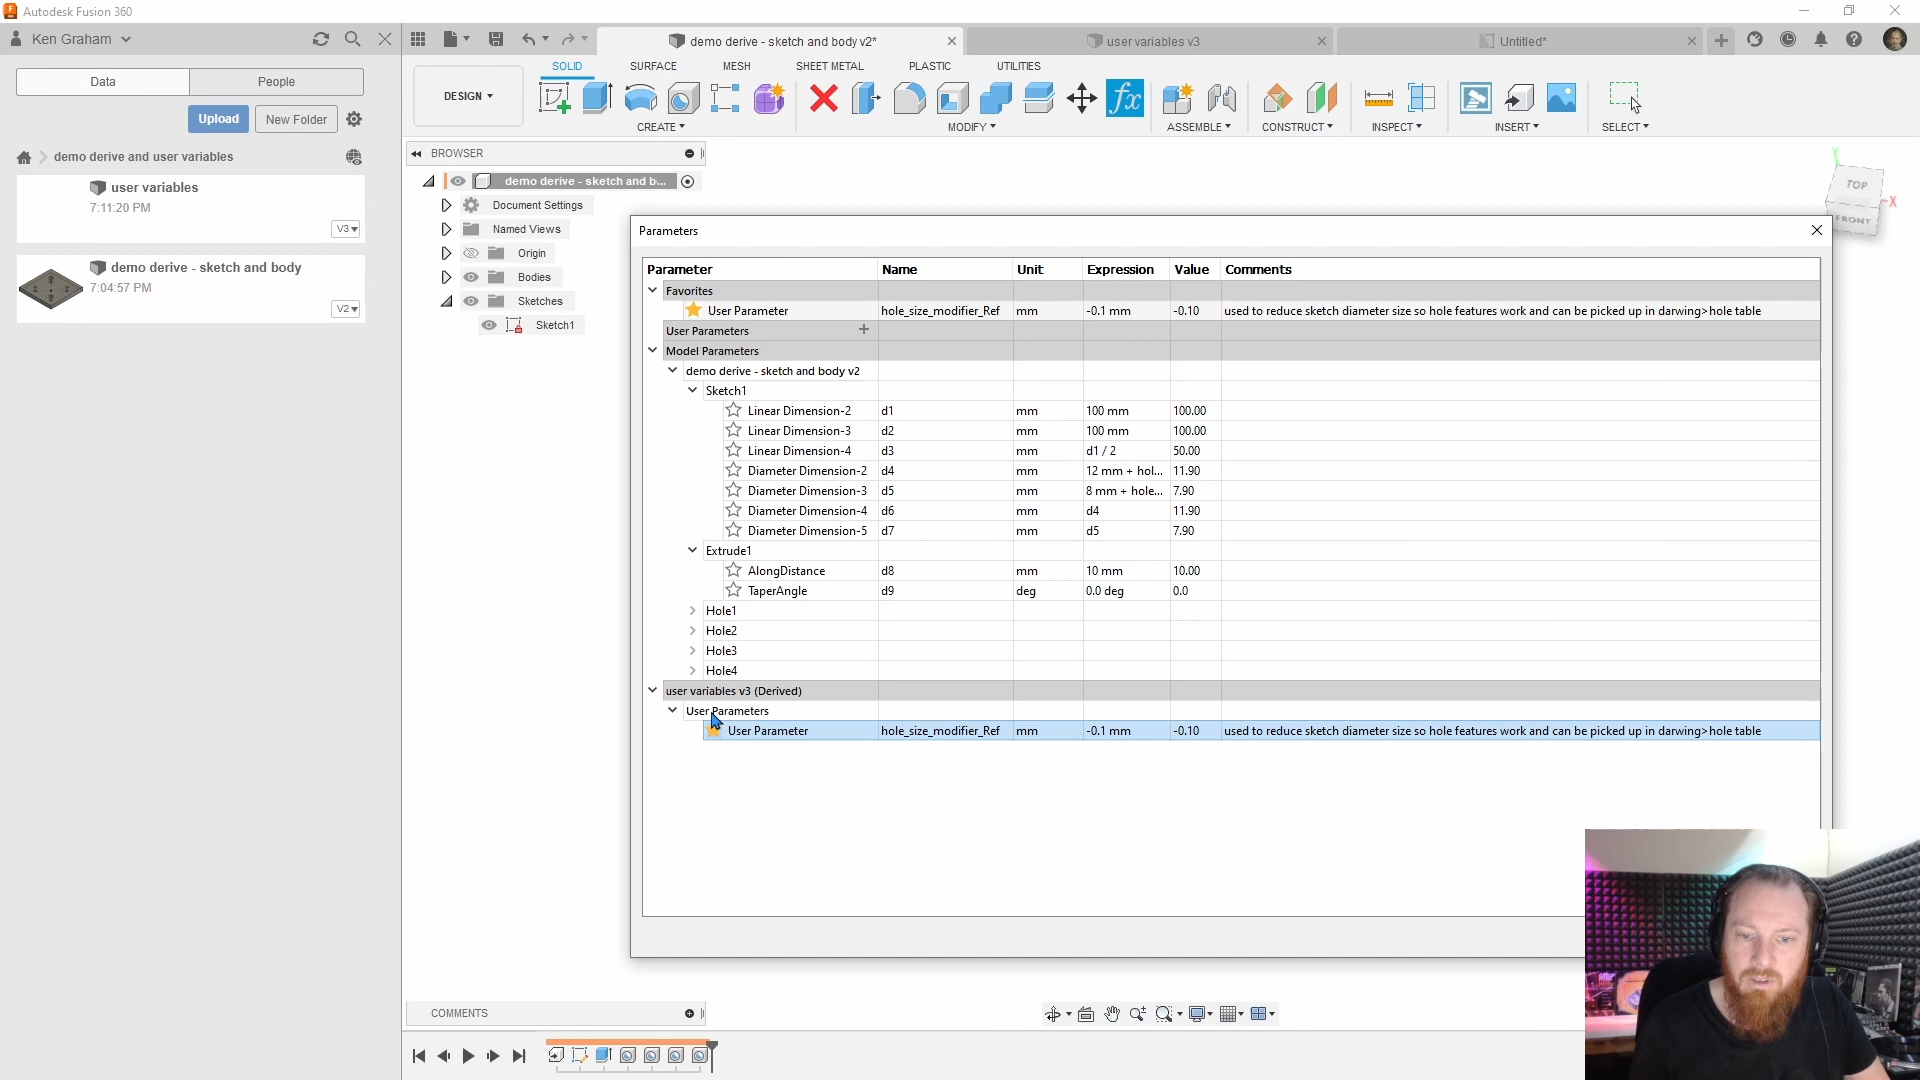 Autodesk Fusion 360
Ken Graham
demo derive - sketch and body v2*
user variables v3
Untitled*
Data
People
Upload
New Folder
demo derive and user variables
user variables
7:11:20 PM
V3
demo derive - sketch and body
7:04:57 PM
V2
DESIGN
SOLID
SURFACE
MESH
SHEET METAL
PLASTIC
UTILITIES
fx
CREATE
MODIFY
ASSEMBLE
CONSTRUCT
INSPECT
INSERT
SELECT
BROWSER
demo derive - sketch and b...
Document Settings
Named Views
Origin
Bodies
Sketches
Sketch1
Y
TOP
FRONT
X
Parameters
Parameter Name Unit Expression Value Comments
Favorites
User Parameter hole_size_modifier_Ref mm -0.1 mm -0.10 used to reduce sketch diameter size so hole features work and can be picked up in darwing>hole table
User Parameters +
Model Parameters
demo derive - sketch and body v2
Sketch1
Linear Dimension-2 d1 mm 100 mm 100.00
Linear Dimension-3 d2 mm 100 mm 100.00
Linear Dimension-4 d3 mm d1 / 2 50.00
Diameter Dimension-2 d4 mm 12 mm + hol... 11.90
Diameter Dimension-3 d5 mm 8 mm + hole... 7.90
Diameter Dimension-4 d6 mm d4 11.90
Diameter Dimension-5 d7 mm d5 7.90
Extrude1
AlongDistance d8 mm 10 mm 10.00
TaperAngle d9 deg 0.0 deg 0.0
Hole1
Hole2
Hole3
Hole4
user variables v3 (Derived)
User Parameters
User Parameter hole_size_modifier_Ref mm -0.1 mm -0.10 used to reduce sketch diameter size so hole features work and can be picked up in darwing>hole table
COMMENTS